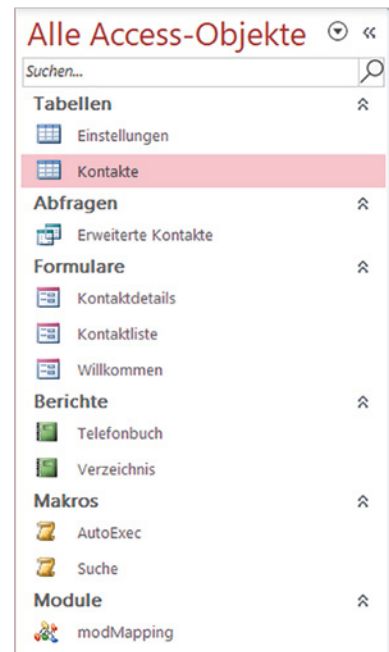 Alle Access-Objekte
Suchen...
Tabellen
Einstellungen
Kontakte
Abfragen
Erweiterte Kontakte
Formulare
Kontaktdetails
Kontaktliste
Willkommen
Berichte
Telefonbuch
Verzeichnis
Makros
AutoExec
Suche
Module
modMapping